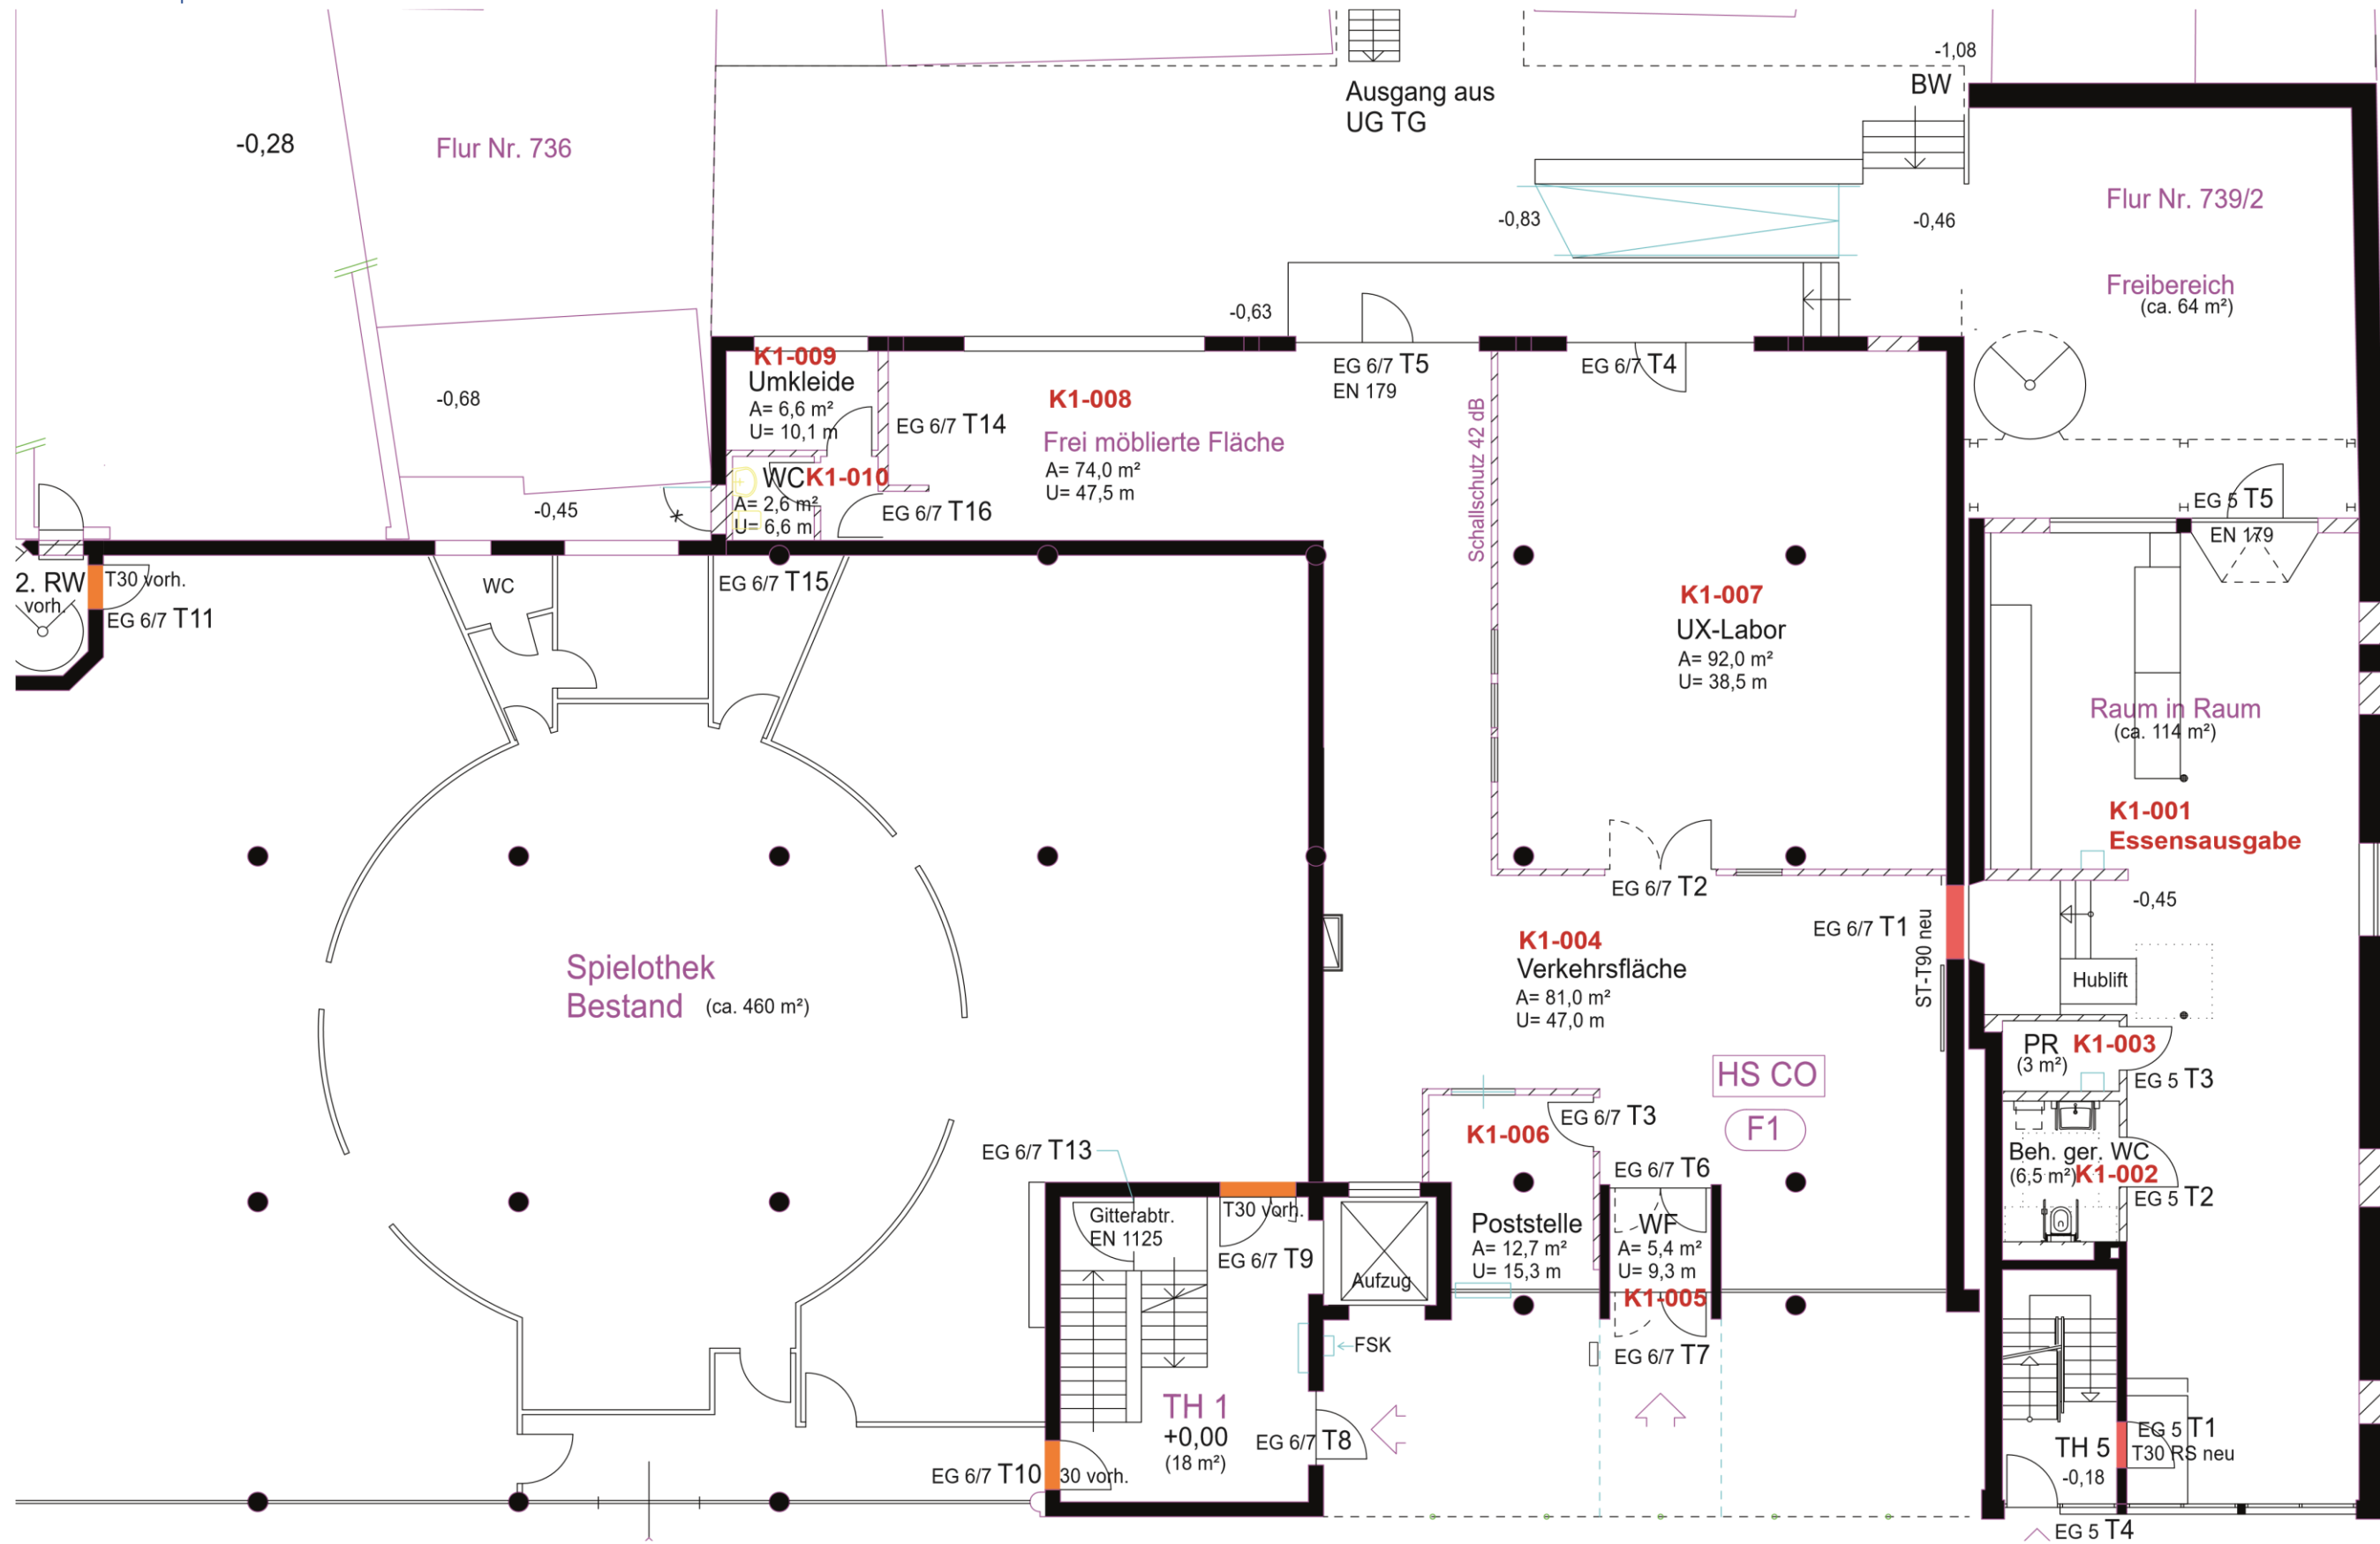 -1,08
BW
Ausgang aus
UG TG
-0,28
Flur Nr. 736
Flur Nr. 739/2
-0,83
-0,46
Freibereich
(ca. 64 m²)
-0,63
K1-009
Umkleide
A= 6,6 m²
U= 10,1 m
EG 6/7 T14
K1-008
Frei möblierte Fläche
A= 74,0 m²
U= 47,5 m
EG 6/7 T5
EN 179
EG 6/7 T4
Schallschutz 42 dB
-0,68
-0,45
WC
K1-010
A= 2,6 m²
U= 6,6 m
EG 6/7 T16
EG 5 T5
EN 179
2. RW
vorh.
T30 vorh.
EG 6/7 T11
WC
EG 6/7 T15
K1-007
UX-Labor
A= 92,0 m²
U= 38,5 m
Raum in Raum
(ca. 114 m²)
K1-001
Essensausgabe
EG 6/7 T2
-0,45
EG 6/7 T1
ST-T90 neu
K1-004
Verkehrsfläche
A= 81,0 m²
U= 47,0 m
Hublift
Spielothek
Bestand
(ca. 460 m²)
PR
(3 m²)
K1-003
EG 5 T3
HS CO
F1
EG 6/7 T3
K1-006
EG 6/7 T13
EG 6/7 T6
Beh. ger. WC
(6,5 m²)
K1-002
EG 5 T2
Gitterabtr.
EN 1125
T30 vorh.
EG 6/7 T9
Poststelle
A= 12,7 m²
U= 15,3 m
WF
A= 5,4 m²
U= 9,3 m
K1-005
Aufzug
FSK
EG 6/7 T7
TH 1
+0,00
(18 m²)
EG 6/7 T8
EG 6/7 T10
30 vorh.
EG 5 T1
T30 RS neu
TH 5
-0,18
EG 5 T4